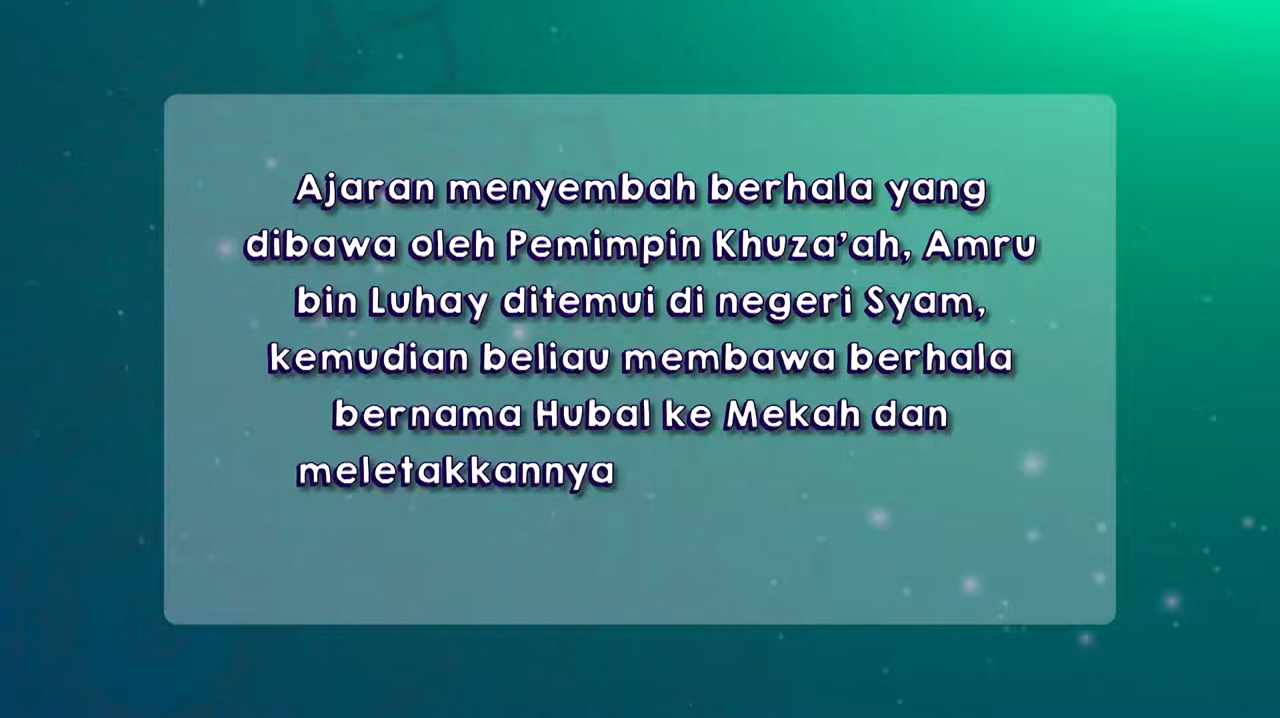 Ajaran menyembah berhala yang
dibawa oleh Pemimpin Khuza'ah, Amru
bin Luhay ditemui di negeri Syam,
kemudian beliau membawa berhala
bernama Hubal ke Mekah dan
meletakkannya